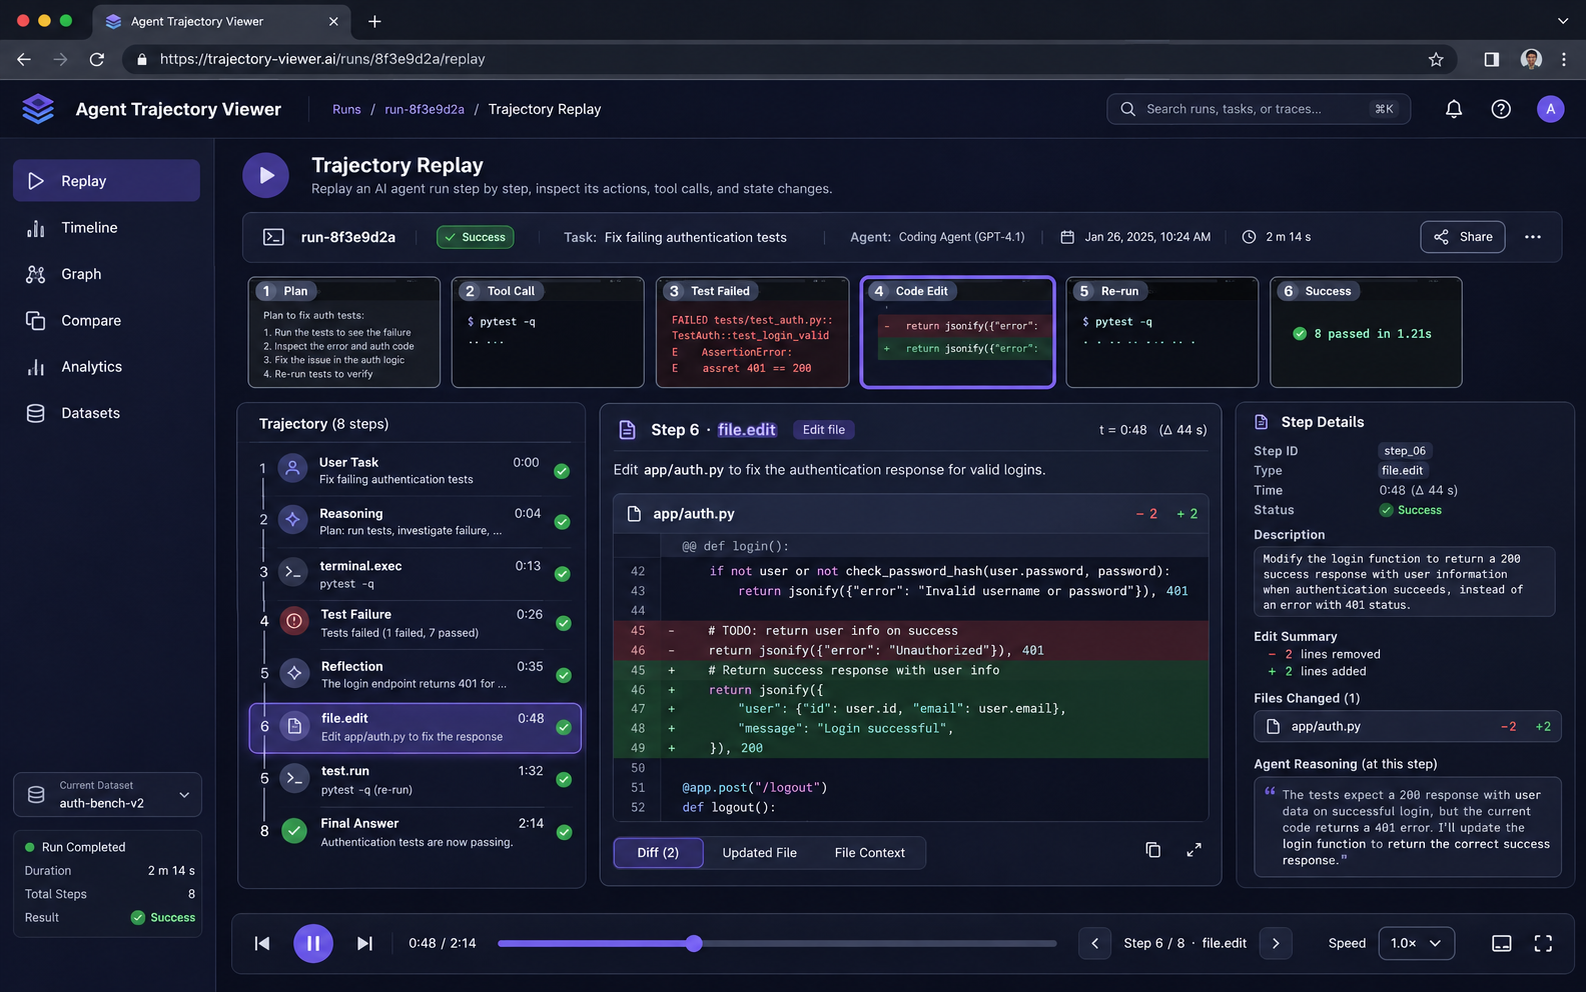 Agent Trajectory Viewer
https://trajectory-viewer.ai/runs/8f3e9d2a/replay
Agent Trajectory Viewer
Runs / run-8f3e9d2a / Trajectory Replay
Search runs, tasks, or traces... ⌘K
A
Replay
Timeline
Graph
Compare
Analytics
Datasets
Current Dataset
auth-bench-v2
Run Completed
Duration 2 m 14 s
Total Steps 8
Result Success
Trajectory Replay
Replay an AI agent run step by step, inspect its actions, tool calls, and state changes.
run-8f3e9d2a Success Task: Fix failing authentication tests Agent: Coding Agent (GPT-4.1) Jan 26, 2025, 10:24 AM 2 m 14 s Share
1 Plan
Plan to fix auth tests:
1. Run the tests to see the failure
2. Inspect the error and auth code
3. Fix the issue in the auth logic
4. Re-run tests to verify
2 Tool Call
$ pytest -q
3 Test Failed
FAILED tests/test_auth.py::
TestAuth::test_login_valid
E AssertionError:
E assret 401 == 200
4 Code Edit
- return jsonify({"error":
+ return jsonify({"error":
5 Re-run
$ pytest -q
6 Success
8 passed in 1.21s
Trajectory (8 steps)
1 User Task 0:00
Fix failing authentication tests
2 Reasoning 0:04
Plan: run tests, investigate failure, ...
3 terminal.exec 0:13
pytest -q
4 Test Failure 0:26
Tests failed (1 failed, 7 passed)
5 Reflection 0:35
The login endpoint returns 401 for ...
6 file.edit 0:48
Edit app/auth.py to fix the response
5 test.run 1:32
pytest -q (re-run)
8 Final Answer 2:14
Authentication tests are now passing.
Step 6 · file.edit Edit file t = 0:48 (Δ 44 s)
Edit app/auth.py to fix the authentication response for valid logins.
app/auth.py − 2 + 2
@@ def login():
42 if not user or not check_password_hash(user.password, password):
43 return jsonify({"error": "Invalid username or password"}), 401
44
45 - # TODO: return user info on success
46 - return jsonify({"error": "Unauthorized"}), 401
45 + # Return success response with user info
46 + return jsonify({
47 + "user": {"id": user.id, "email": user.email},
48 + "message": "Login successful",
49 + }), 200
50
51 @app.post("/logout")
52 def logout():
Diff (2) Updated File File Context
Step Details
Step ID step_06
Type file.edit
Time 0:48 (Δ 44 s)
Status Success
Description
Modify the login function to return a 200
success response with user information
when authentication succeeds, instead of
an error with 401 status.
Edit Summary
− 2 lines removed
+ 2 lines added
Files Changed (1)
app/auth.py −2 +2
Agent Reasoning (at this step)
“ The tests expect a 200 response with user
data on successful login, but the current
code returns a 401 error. I'll update the
login function to return the correct success
response.”
0:48 / 2:14
Step 6 / 8 · file.edit
Speed 1.0×